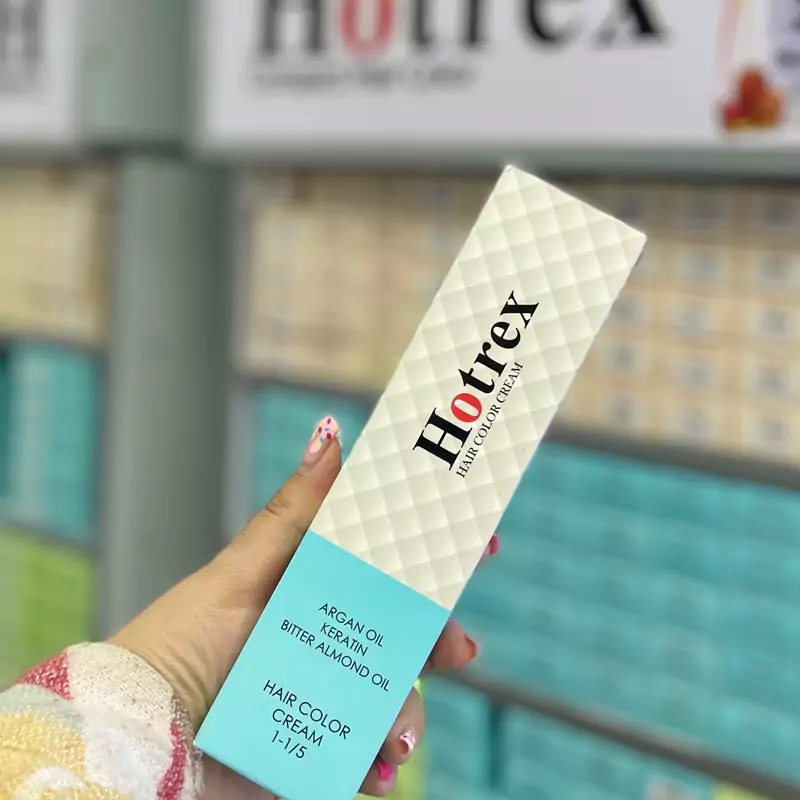 Hotrex
Hotrex
HAIR COLOR CREAM
ARGAN OIL
KERATIN
BITTER ALMOND OIL
HAIR COLOR
CREAM
1-1/5